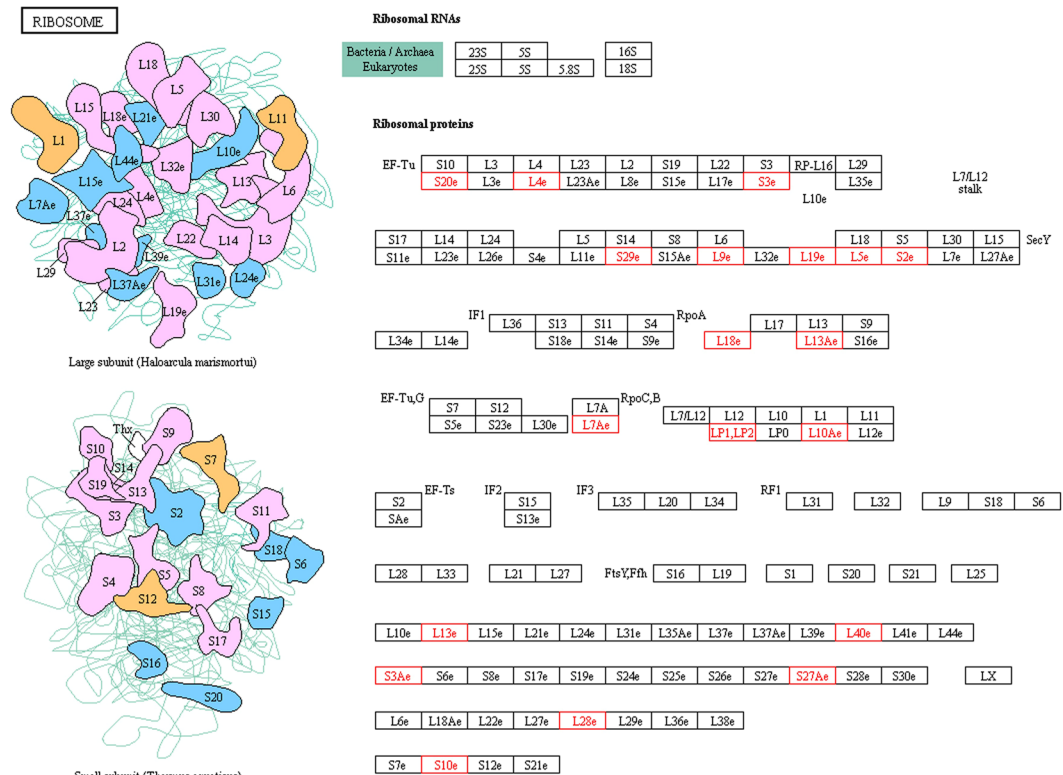 RIBOSOME
Ribosomal RNAs
Bacteria / Archaea 23S 5S 16S
Eukaryotes 25S 5S 5.8S 18S
Ribosomal proteins
EF-Tu S10 L3 L4 L23 L2 S19 L22 S3 RP-L16 L29
S20e L3e L4e L23Ae L8e S15e L17e S3e L10e L35e
L7/L12
stalk
S17 L14 L24 L5 S14 S8 L6 L18 S5 L30 L15 SecY
S11e L23e L26e S4e L11e S29e S15Ae L9e L32e L19e L5e S2e L7e L27Ae
IF1 L36 S13 S11 S4 RpoA L17 L13 S9
L34e L14e S18e S14e S9e L18e L13Ae S16e
EF-Tu,G S7 S12 L7A RpoC,B L7/L12 L12 L10 L1 L11
S5e S23e L30e L7Ae LP1,LP2 LP0 L10Ae L12e
S2 EF-Ts IF2 S15 IF3 L35 L20 L34 RF1 L31 L32 L9 S18 S6
SAe S13e
L28 L33 L21 L27 FtsY,Ffh S16 L19 S1 S20 S21 L25
L10e L13e L15e L21e L24e L31e L35Ae L37e L37Ae L39e L40e L41e L44e
S3Ae S6e S8e S17e S19e S24e S25e S26e S27e S27Ae S28e S30e LX
L6e L18Ae L22e L27e L28e L29e L36e L38e
S7e S10e S12e S21e
L18
L5
L15 L18e L21e L30 L11
L1
L44e L32e L10e
L15e L13 L6
L7Ae L24 L4e
L37e
L2 L22 L14 L3
L29 L39e
L23 L37Ae L31e L24e
L19e
Large subunit (Haloarcula marismortui)
Thx S9
S10 S7
S14
S19 S13
S3 S2 S11
S18 S6
S4 S5 S8
S12 S15
S17
S16
S20
Small subunit (Thermus aquaticus)